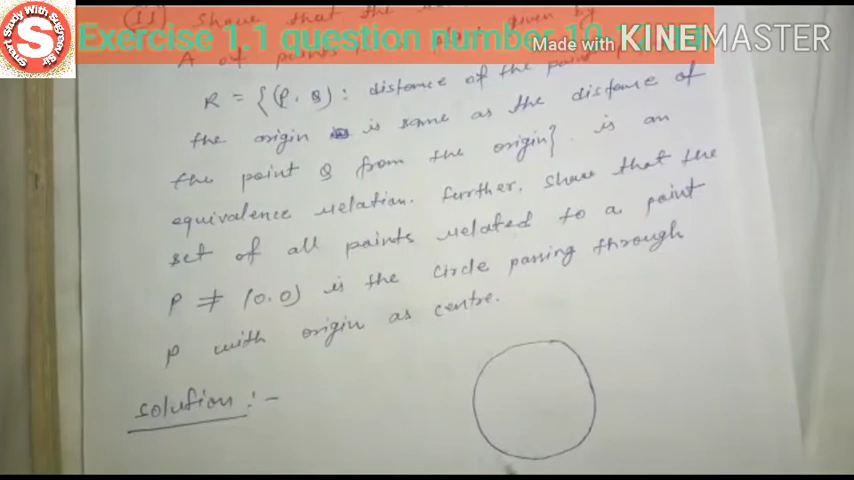 Smart Study With Sagreev Sir
S
Exercise 1.1 question number 10
Made with KINEMASTER
(11) Show that the
A of points given by
R = {(P, Q) : distance of the point
the origin is same as the distance of
the point Q from the origin} is an
equivalence relation. further, show that the
set of all points related to a point
P ≠ (0.0) is the circle passing through
P with origin as centre.
solution :-